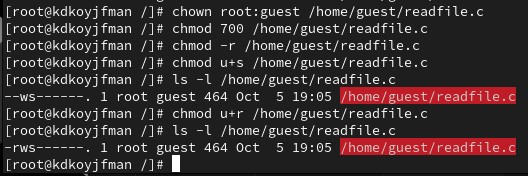 [root@kdkoyjfman /]# chown root:guest /home/guest/readfile.c
[root@kdkoyjfman /]# chmod 700 /home/guest/readfile.c
[root@kdkoyjfman /]# chmod -r /home/guest/readfile.c
[root@kdkoyjfman /]# chmod u+s /home/guest/readfile.c
[root@kdkoyjfman /]# ls -l /home/guest/readfile.c
--ws------. 1 root guest 464 Oct  5 19:05 /home/guest/readfile.c
[root@kdkoyjfman /]# chmod u+r /home/guest/readfile.c
[root@kdkoyjfman /]# ls -l /home/guest/readfile.c
-rws------. 1 root guest 464 Oct  5 19:05 /home/guest/readfile.c
[root@kdkoyjfman /]#